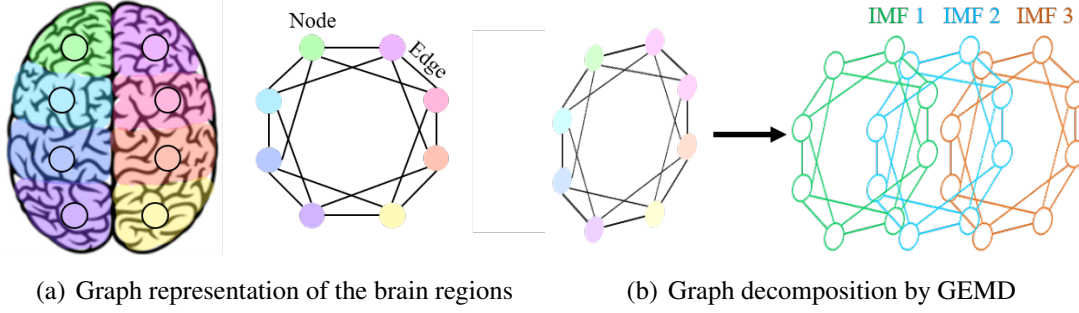 Node
Edge
IMF 1 IMF 2 IMF 3
(a) Graph representation of the brain regions
(b) Graph decomposition by GEMD